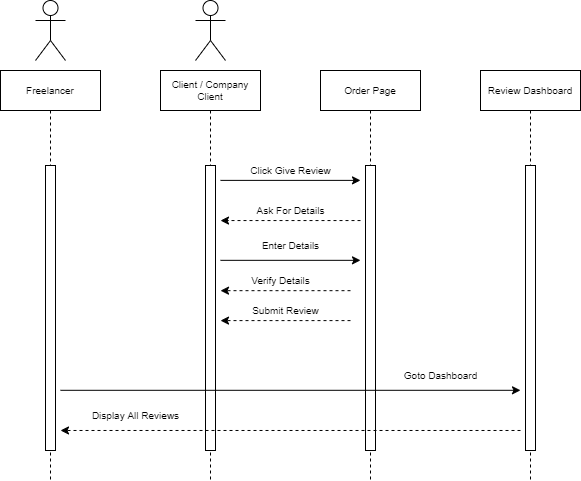 Freelancer
Client / Company
Client
Order Page
Review Dashboard
Click Give Review
Ask For Details
Enter Details
Verify Details
Submit Review
Goto Dashboard
Display All Reviews